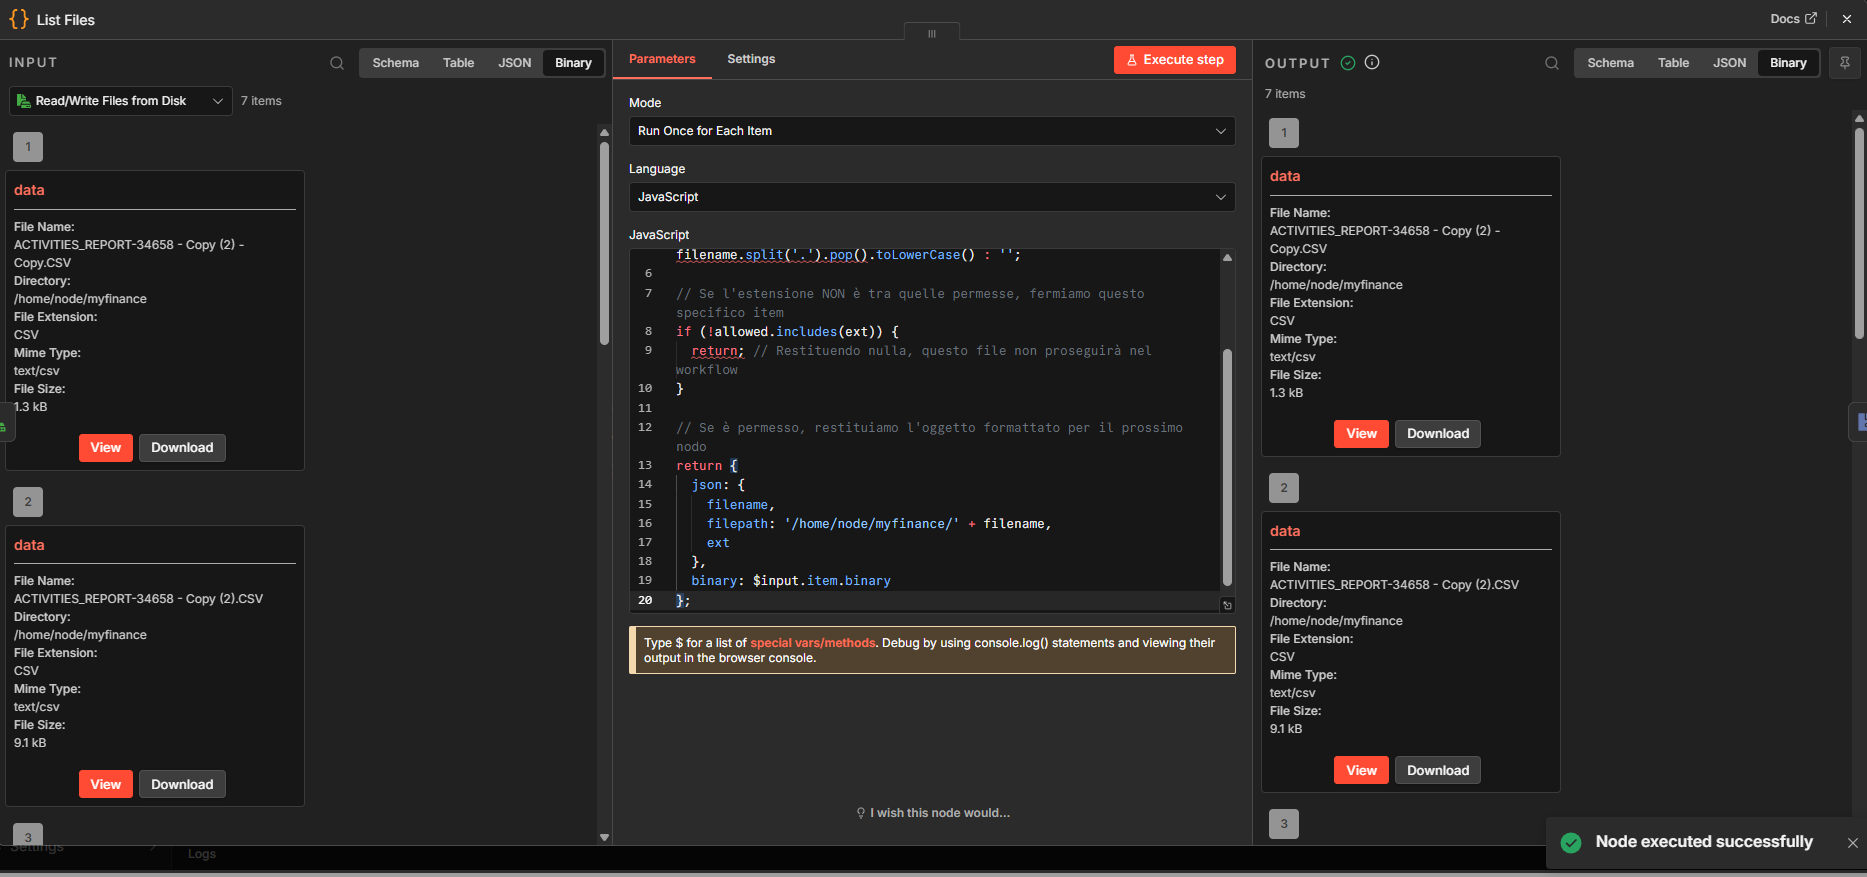 List Files
Docs
INPUT
Schema
Table
JSON
Binary
Read/Write Files from Disk
7 items
1
data
File Name:
ACTIVITIES_REPORT-34658 - Copy (2) -
Copy.CSV
Directory:
/home/node/myfinance
File Extension:
CSV
Mime Type:
text/csv
File Size:
1.3 kB
View
Download
2
data
File Name:
ACTIVITIES_REPORT-34658 - Copy (2).CSV
Directory:
/home/node/myfinance
File Extension:
CSV
Mime Type:
text/csv
File Size:
9.1 kB
View
Download
3
Settings
Logs
Parameters
Settings
Execute step
Mode
Run Once for Each Item
Language
JavaScript
JavaScript
filename.split('.').pop().toLowerCase() : '';
6
7 // Se l'estensione NON è tra quelle permesse, fermiamo questo
specifico item
8 if (!allowed.includes(ext)) {
9 return; // Restituendo nulla, questo file non proseguirà nel
workflow
10 }
11
12 // Se è permesso, restituiamo l'oggetto formattato per il prossimo
nodo
13 return {
14 json: {
15 filename,
16 filepath: '/home/node/myfinance/' + filename,
17 ext
18 },
19 binary: $input.item.binary
20 };
Type $ for a list of special vars/methods. Debug by using console.log() statements and viewing their
output in the browser console.
I wish this node would...
OUTPUT
Schema
Table
JSON
Binary
7 items
1
data
File Name:
ACTIVITIES_REPORT-34658 - Copy (2) -
Copy.CSV
Directory:
/home/node/myfinance
File Extension:
CSV
Mime Type:
text/csv
File Size:
1.3 kB
View
Download
2
data
File Name:
ACTIVITIES_REPORT-34658 - Copy (2).CSV
Directory:
/home/node/myfinance
File Extension:
CSV
Mime Type:
text/csv
File Size:
9.1 kB
View
Download
3
Node executed successfully